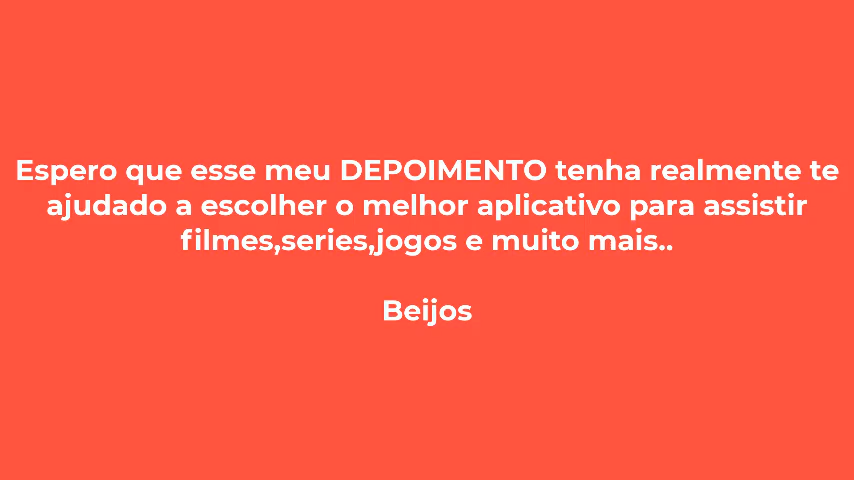 Espero que esse meu DEPOIMENTO tenha realmente te
ajudado a escolher o melhor aplicativo para assistir
filmes,series,jogos e muito mais..
Beijos